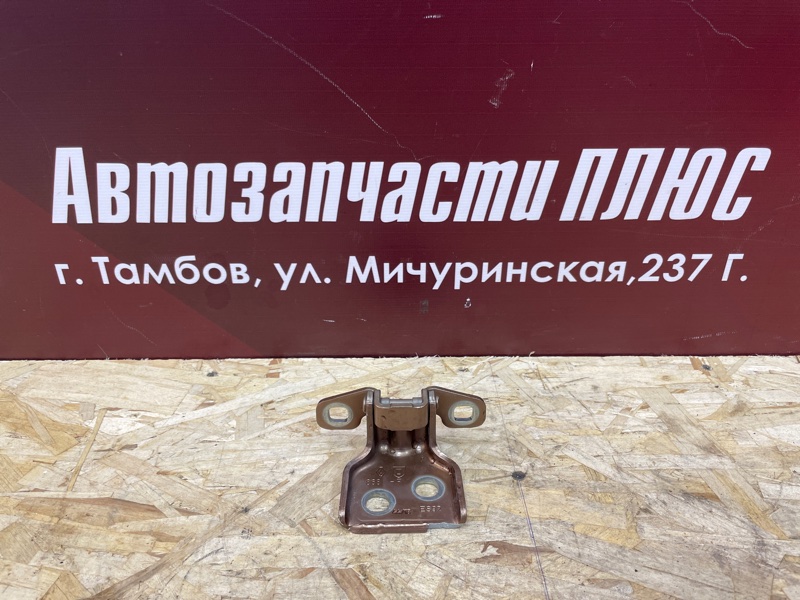 Автозапчасти ПЛЮС
г. Тамбов, ул. Мичуринская,237 Г.